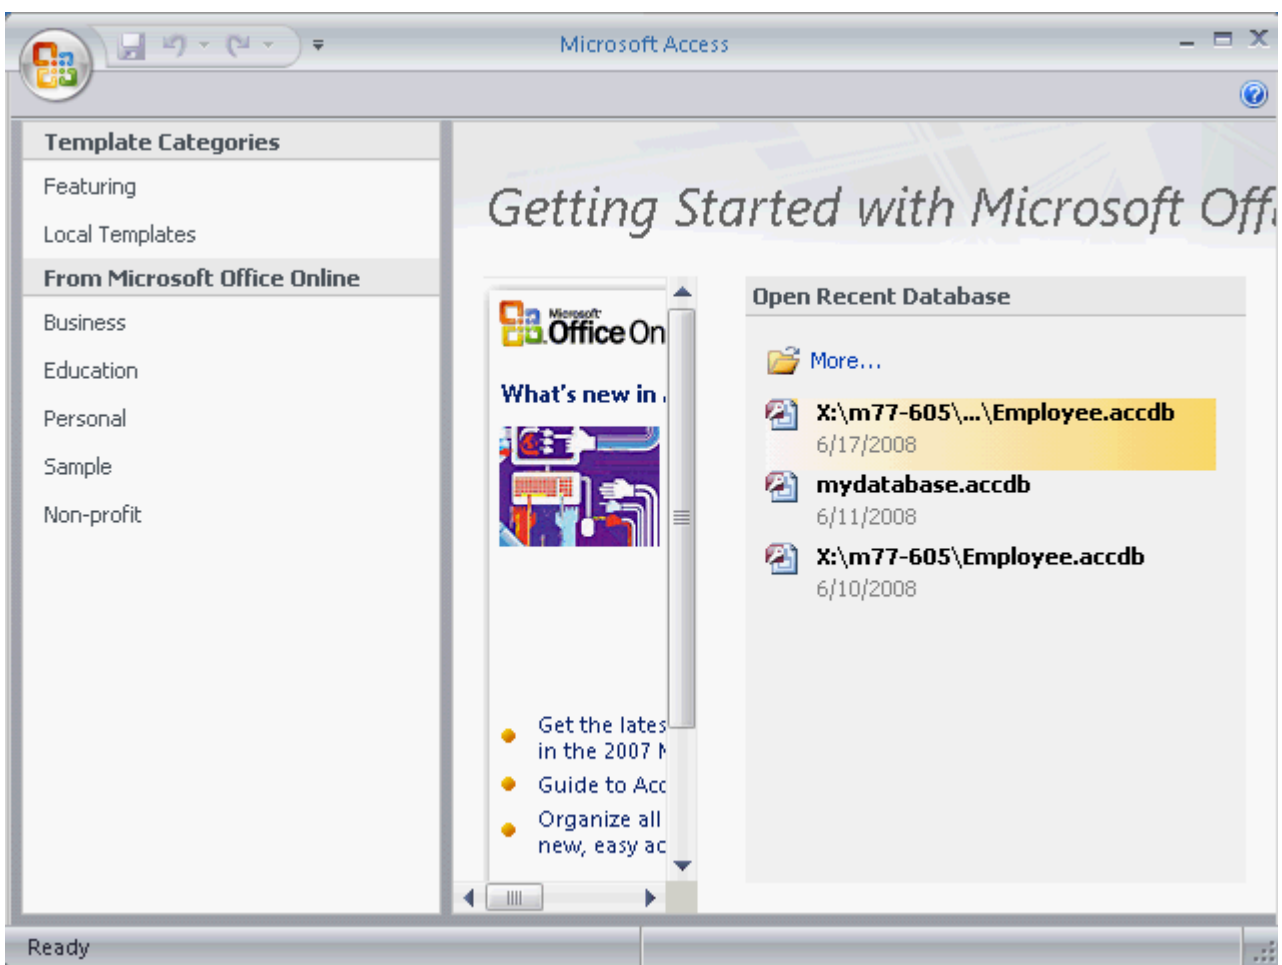 Microsoft Access
Template Categories
Featuring
Local Templates
From Microsoft Office Online
Business
Education
Personal
Sample
Non-profit
Getting Started with Microsoft Off
Microsoft
Office On
What's new in
Get the lates
in the 2007
Guide to Acc
Organize all
new, easy ac
Open Recent Database
More...
X:\m77-605\...\Employee.accdb
6/17/2008
mydatabase.accdb
6/11/2008
X:\m77-605\Employee.accdb
6/10/2008
Ready